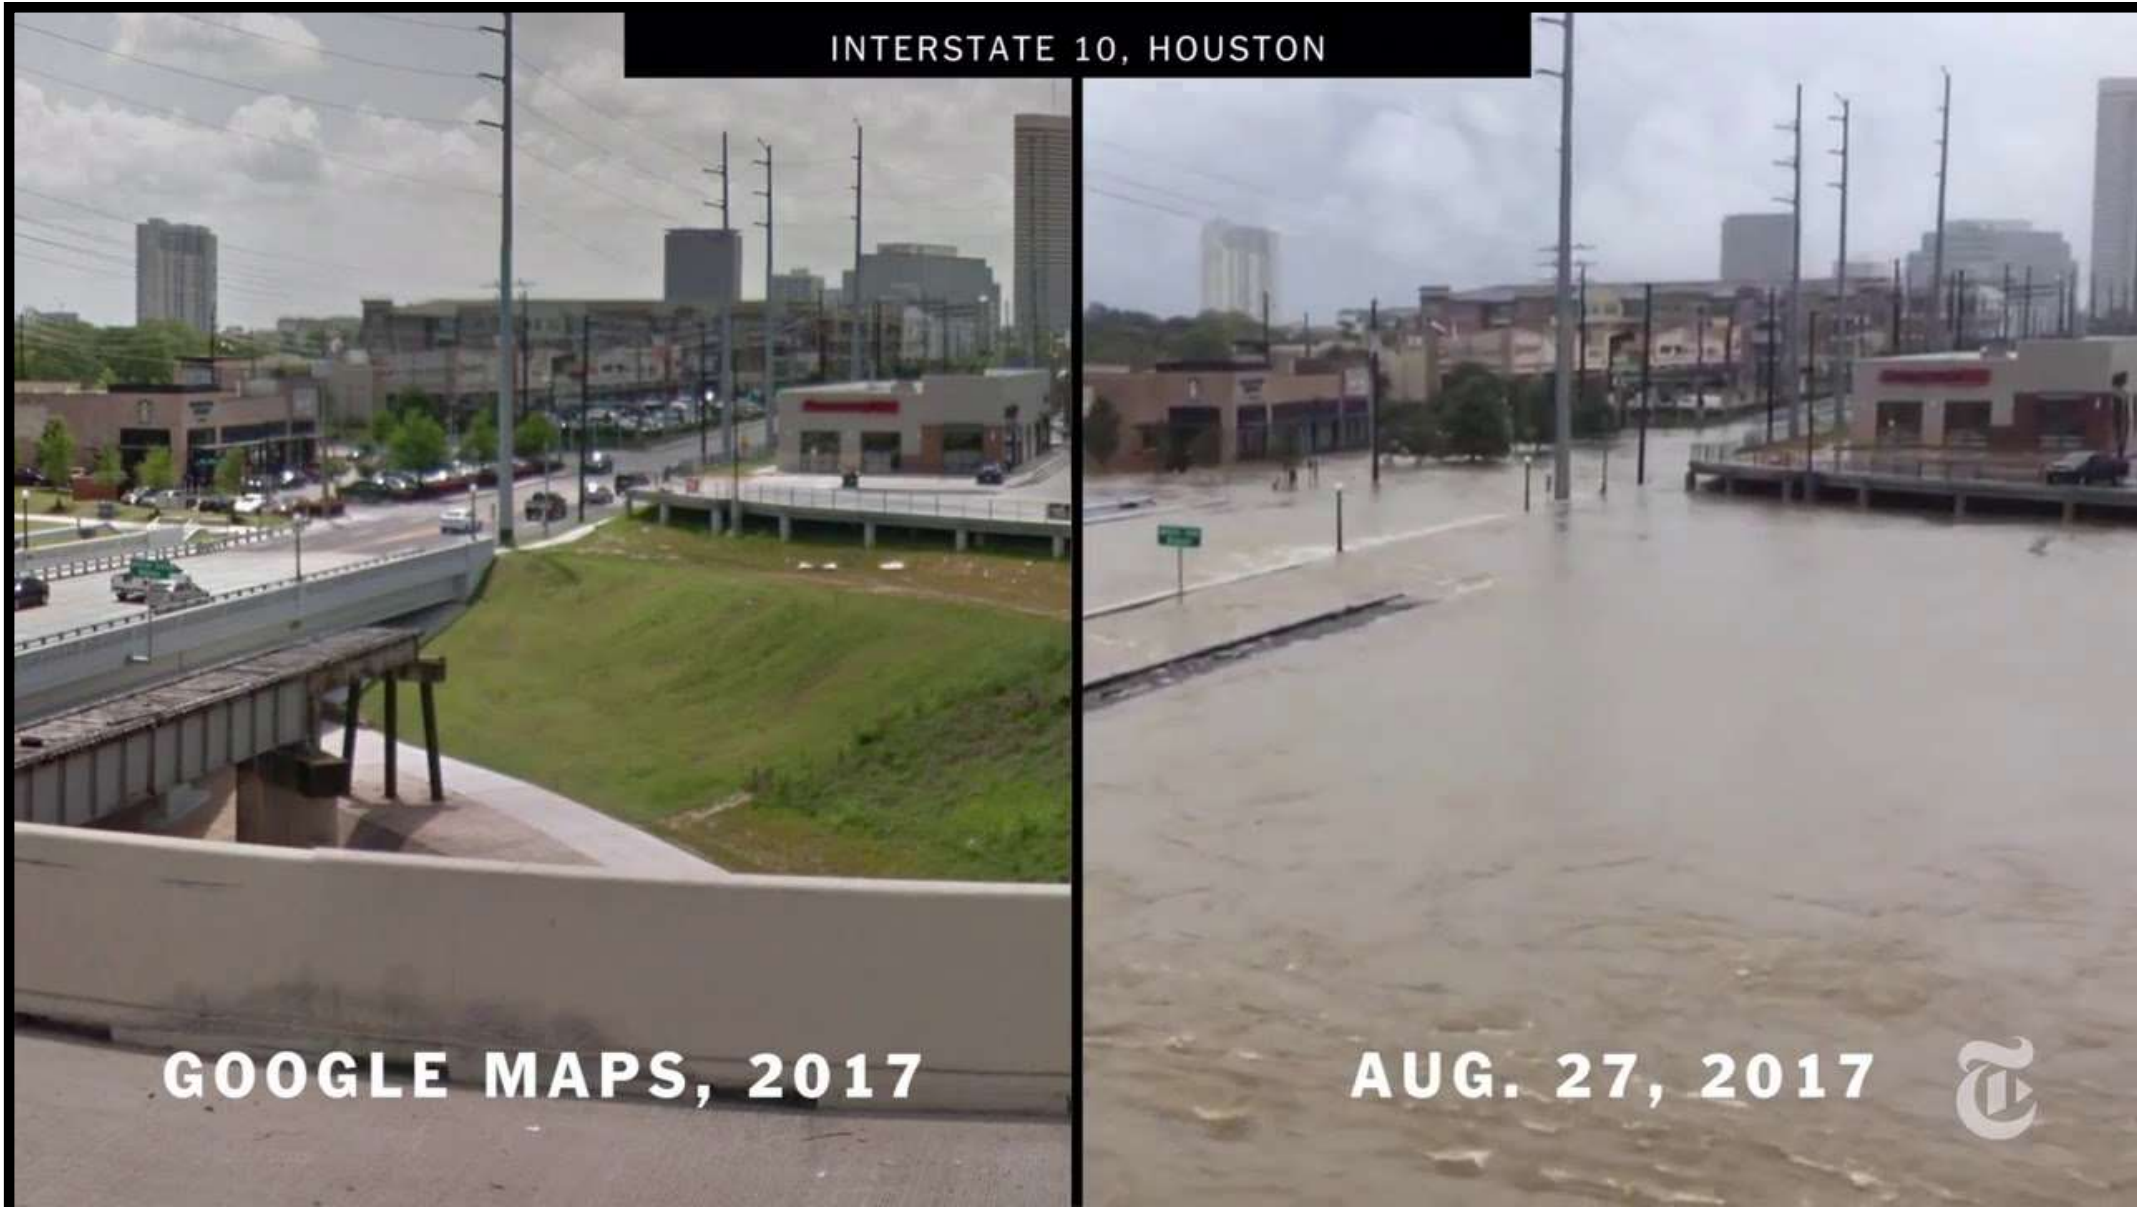 INTERSTATE 10, HOUSTON
GOOGLE MAPS, 2017
AUG. 27, 2017